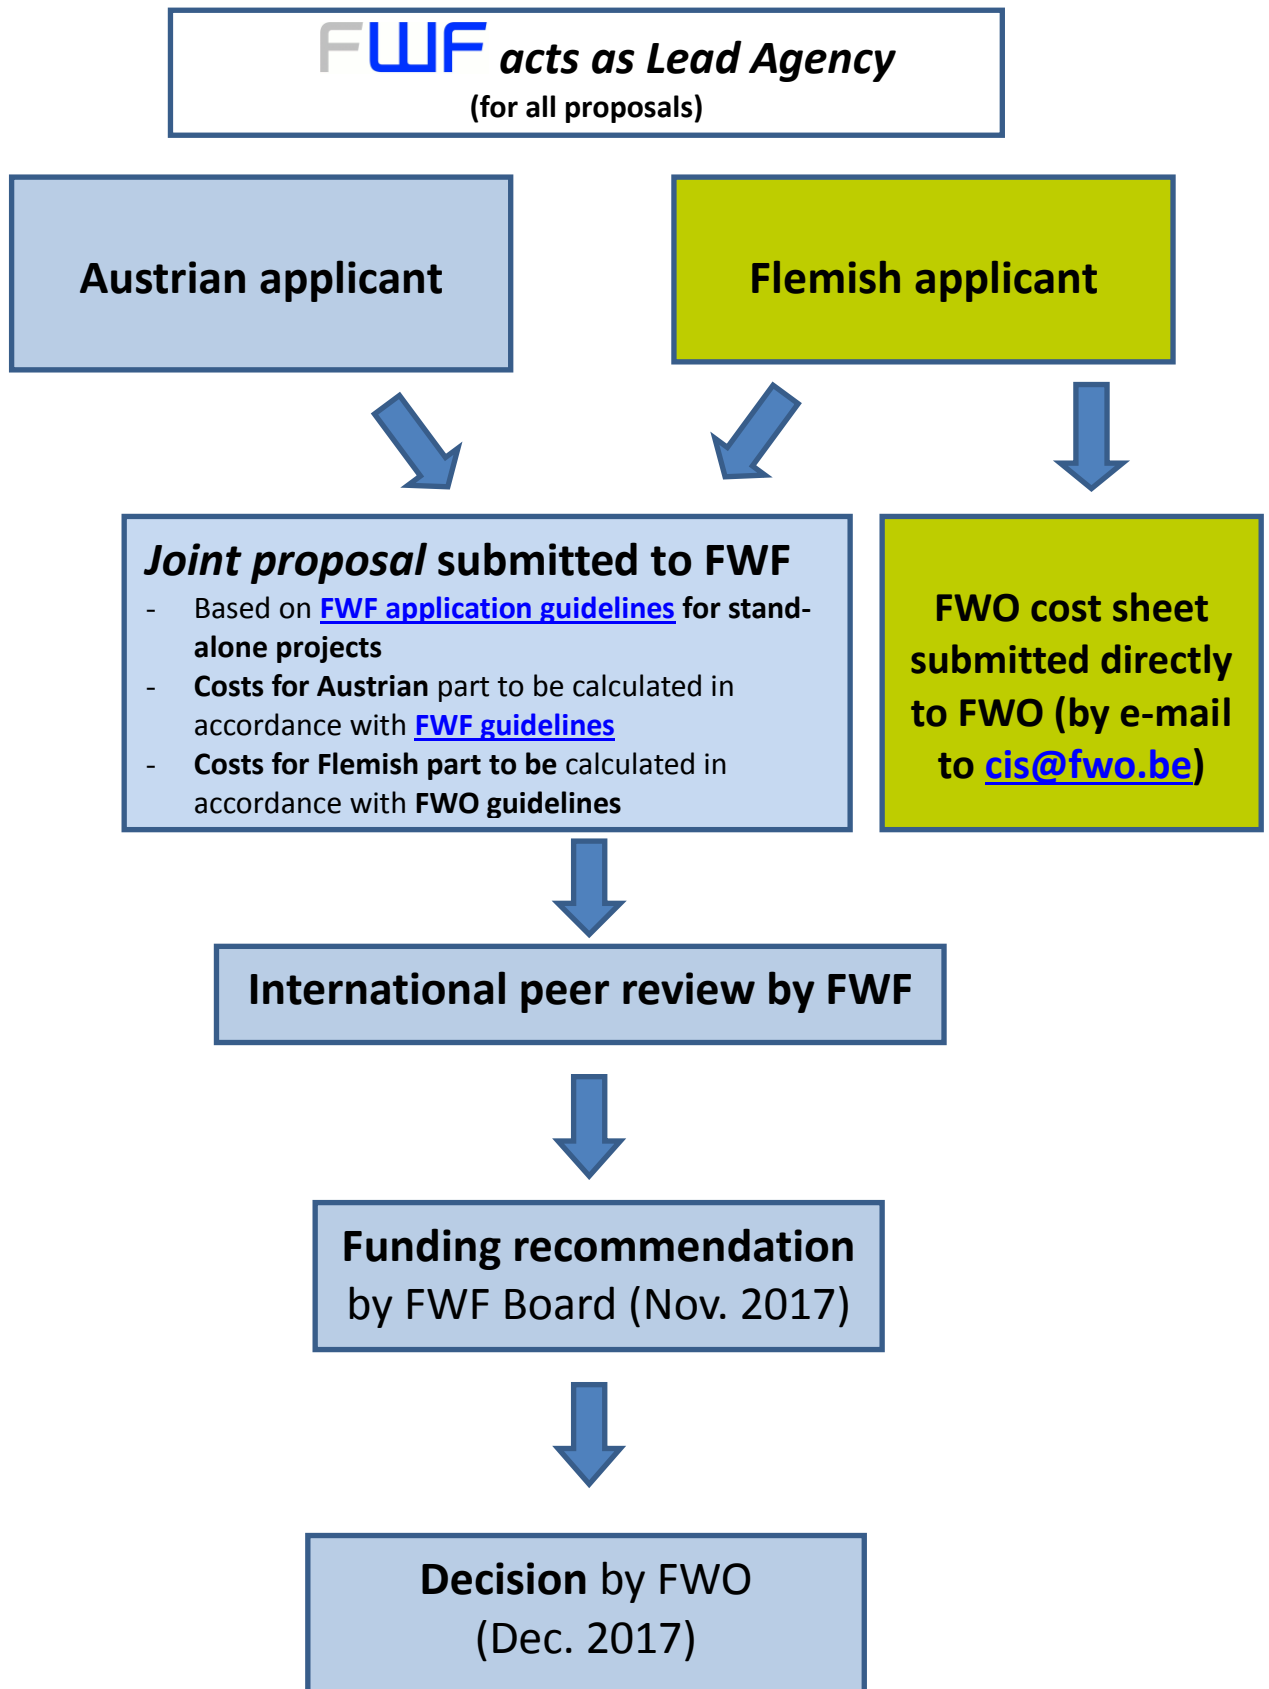 FWF acts as Lead Agency
(for all proposals)
Austrian applicant
Flemish applicant
Joint proposal submitted to FWF
- Based on FWF application guidelines for stand-
alone projects
- Costs for Austrian part to be calculated in
accordance with FWF guidelines
- Costs for Flemish part to be calculated in
accordance with FWO guidelines
FWO cost sheet
submitted directly
to FWO (by e-mail
to cis@fwo.be)
International peer review by FWF
Funding recommendation
by FWF Board (Nov. 2017)
Decision by FWO
(Dec. 2017)